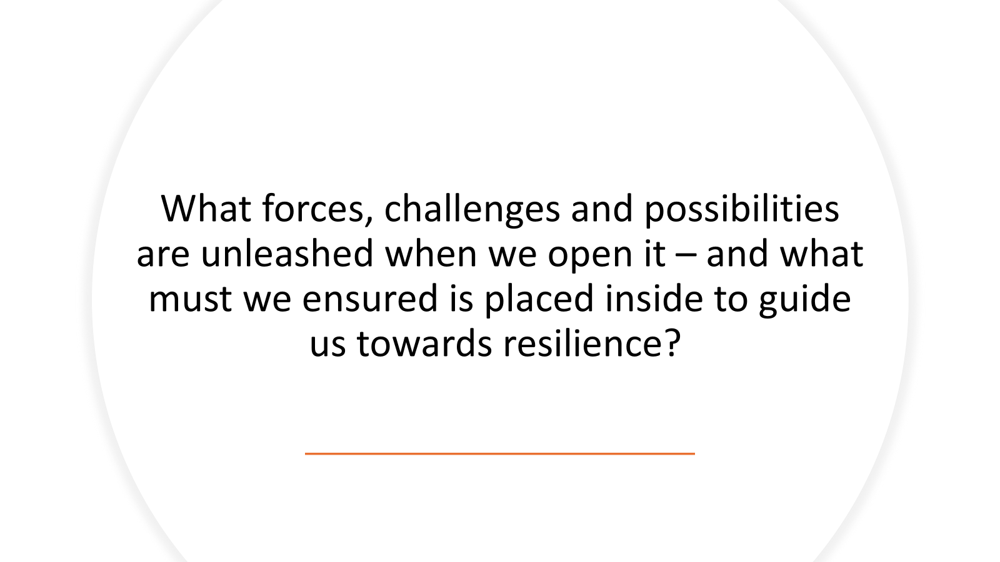 What forces, challenges and possibilities
are unleashed when we open it – and what
must we ensured is placed inside to guide
us towards resilience?